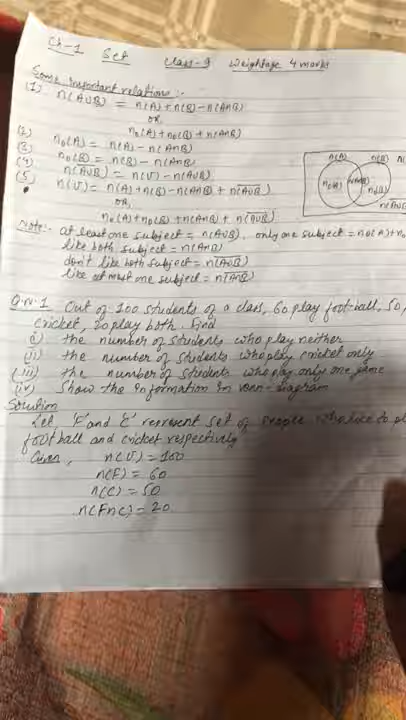 Ch-1 Set Class-9 Weightage 4 marks
Some important relations :-
(1) n(A∪B) = n(A)+n(B)-n(A∩B)
or,
n₀(A)+n₀(B)+n(A∩B)
(2) n₀(A) = n(A)-n(A∩B)
(3) n₀(B) = n(B)-n(A∩B)
(4) n(A̅∪̅B̅) = n(U)-n(A∪B)
(5) n(U) = n(A)+n(B)-n(A∩B)+n(A̅∪̅B̅)
or,
n₀(A)+n₀(B)+n(A∩B)+n(A̅∪̅B̅)
n(A) n(B)
n₀(A) n(A∩B) n₀(B)
n(A̅∪̅B̅)
Note:- at least one subject = n(A∪B), only one subject = n₀(A)+n₀
like both subject = n(A∩B)
don't like both subject = n(A̅∪̅B̅)
like at most one subject = n(A̅∩̅B̅)
Q.N.1 Out of 100 students of a class, 60 play foot-ball, 50
cricket, 20 play both. Find
(i) the number of students who play neither
(ii) the number of students who play cricket only
(iii) the number of students who play only one game
(iv) Show the information in venn-diagram
Solution
Let, 'F' and 'C' represent set of people who like to pl
football and cricket respectively
Given, n(U) = 100
n(F) = 60
n(C) = 50
n(F∩C) = 20